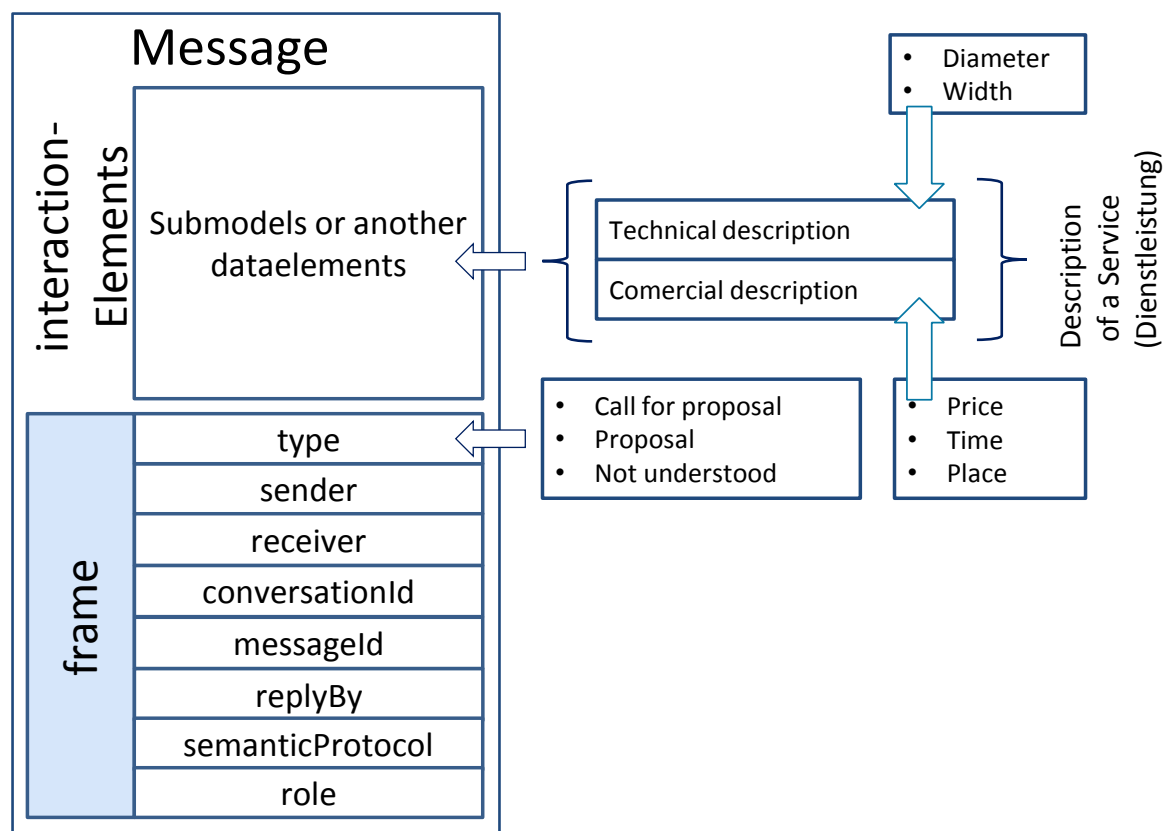 Message
interaction-
Elements
Submodels or another
dataelements
frame
type
sender
receiver
conversationId
messageId
replyBy
semanticProtocol
role
• Diameter
• Width
Technical description
Comercial description
Description
of a Service
(Dienstleistung)
• Call for proposal
• Proposal
• Not understood
• Price
• Time
• Place